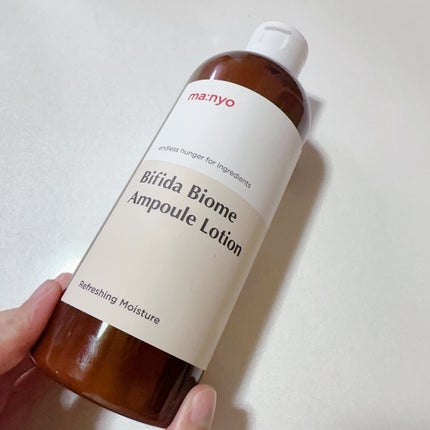 ma:nyo
endless hunger for ingredients
Bifida Biome
Ampoule Lotion
Refreshing Moisture